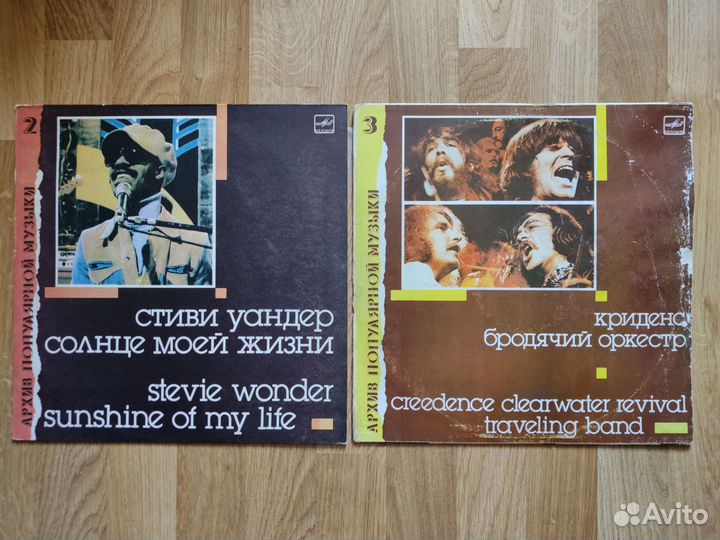 2
АРХИВ ПОПУЛЯРНОЙ МУЗЫКИ
стиви уандер
солнце моей жизни
stevie wonder
sunshine of my life
3
АРХИВ ПОПУЛЯРНОЙ МУЗЫКИ
криденс
бродячий оркестр
creedence clearwater revival
traveling band
Avito